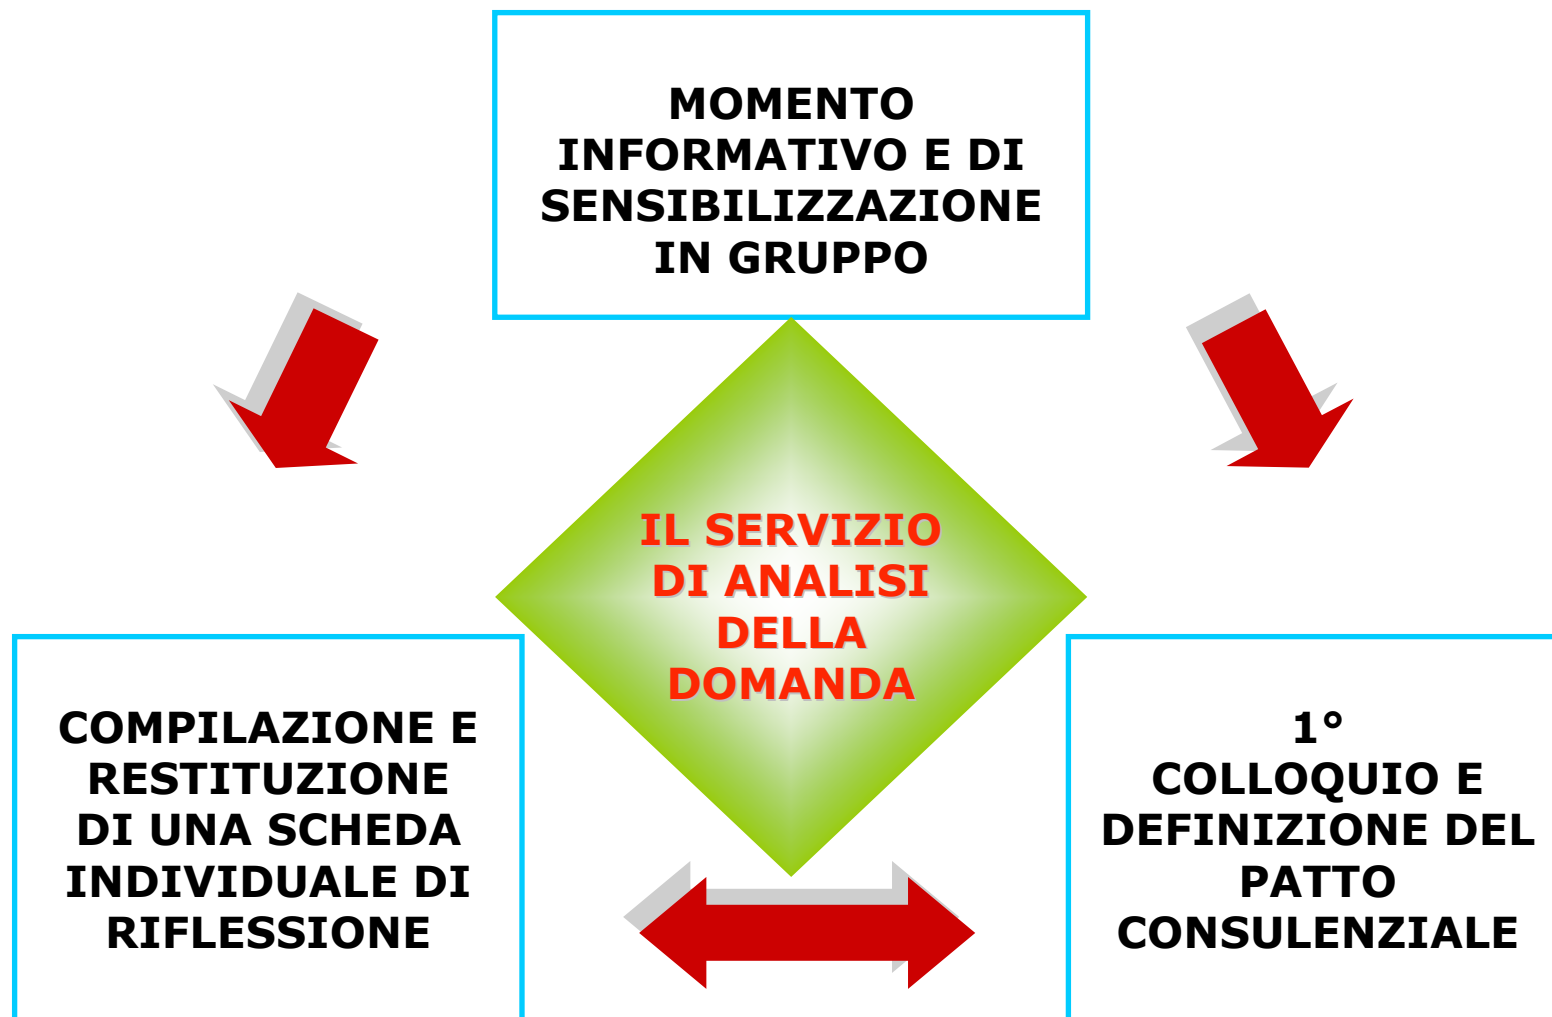 MOMENTO
INFORMATIVO E DI
SENSIBILIZZAZIONE
IN GRUPPO
IL SERVIZIO
DI ANALISI
DELLA
DOMANDA
COMPILAZIONE E
RESTITUZIONE
DI UNA SCHEDA
INDIVIDUALE DI
RIFLESSIONE
1°
COLLOQUIO E
DEFINIZIONE DEL
PATTO
CONSULENZIALE